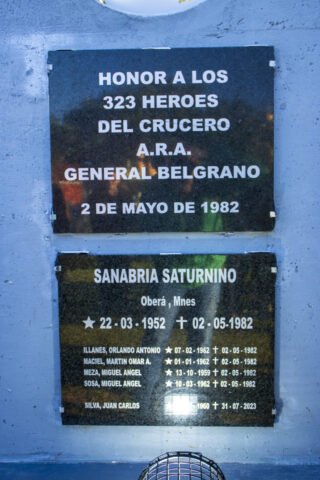 HONOR A LOS
323 HEROES
DEL CRUCERO
A.R.A.
GENERAL BELGRANO
2 DE MAYO DE 1982
SANABRIA SATURNINO
Oberá, Mnes
★ 22 - 03 - 1952 ✝ 02 - 05 - 1982
ILLANES, ORLANDO ANTONIO ★ 07 - 02 - 1962 ✝ 02 - 05 - 1982
MACIEL, MARTIN OMAR A. ★ 01 - 01 - 1962 ✝ 02 - 05 - 1982
MEZA, MIGUEL ANGEL ★ 13 - 10 - 1959 ✝ 02 - 05 - 1982
SOSA, MIGUEL ANGEL ★ 10 - 03 - 1962 ✝ 02 - 05 - 1982
SILVA, JUAN CARLOS 1960 ✝ 31 - 07 - 2023